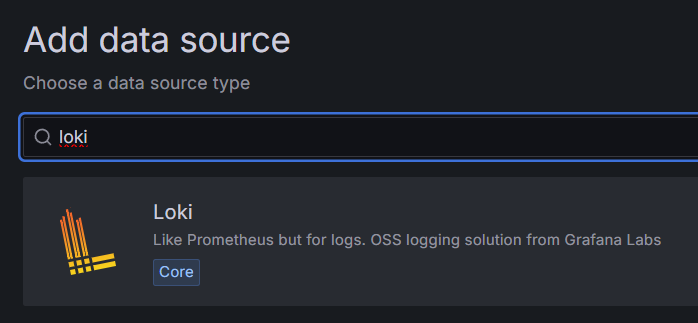 Add data source
Choose a data source type
loki
Loki
Like Prometheus but for logs. OSS logging solution from Grafana Labs
Core